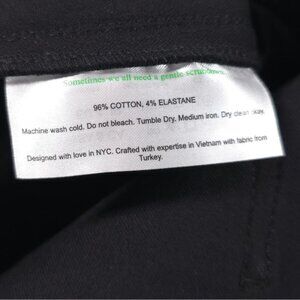 Sometimes we all need a gentle scrubdown.
96% COTTON, 4% ELASTANE
Machine wash cold. Do not bleach. Tumble Dry. Medium iron. Dry clean okay.
Designed with love in NYC. Crafted with expertise in Vietnam with fabric from
Turkey.